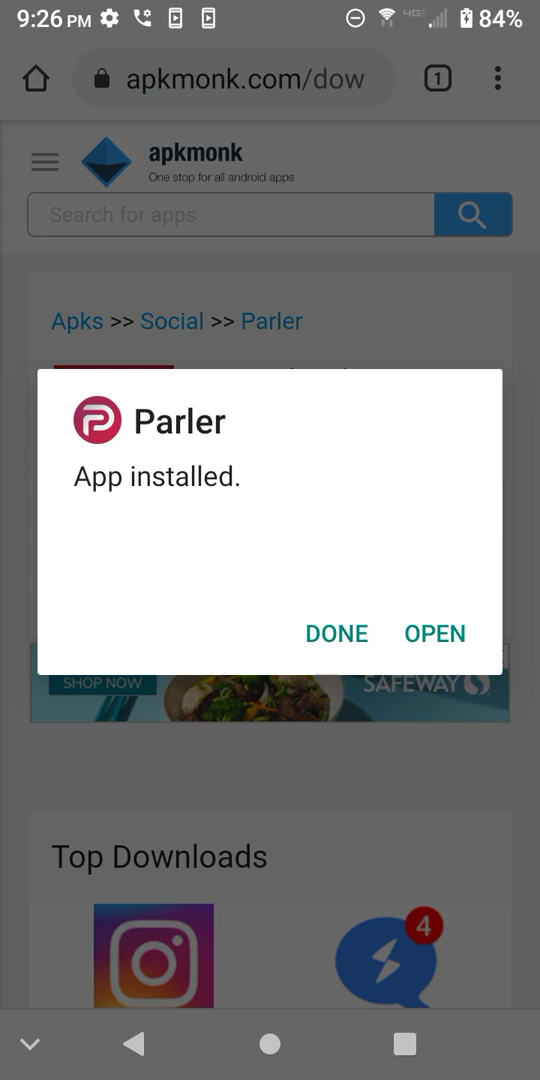 9:26 PM 84%
apkmonk.com/dow 1
apkmonk
One stop for all android apps
Search for apps
Apks >> Social >> Parler
Parler
App installed.
DONE OPEN
SHOP NOW SAFEWAY
Top Downloads
4